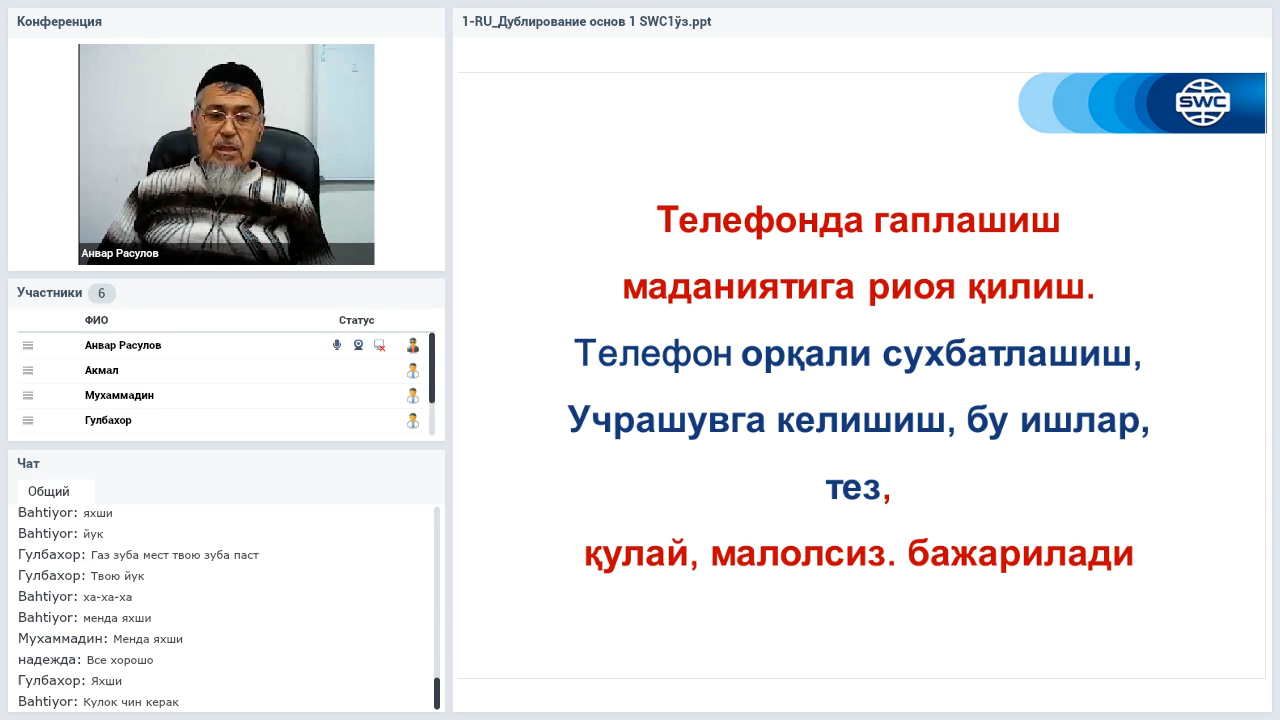 Конференция
Анвар Расулов
Участники 6
ФИО Статус
Анвар Расулов
Акмал
Мухаммадин
Гулбахор
Чат
Общий
Bahtiyor: яхши
Bahtiyor: йук
Гулбахор: Газ зуба мест твою зуба паст
Гулбахор: Твою йук
Bahtiyor: ха-ха-ха
Bahtiyor: менда яхши
Мухаммадин: Менда яхши
надежда: Все хорошо
Гулбахор: Яхши
Bahtiyor: Кулок чин керак
1-RU_Дублирование основ 1 SWC1ўз.ppt
SWC
Телефонда гаплашиш
маданиятига риоя қилиш.
Телефон орқали сухбатлашиш,
Учрашувга келишиш, бу ишлар,
тез,
қулай, малолсиз. бажарилади